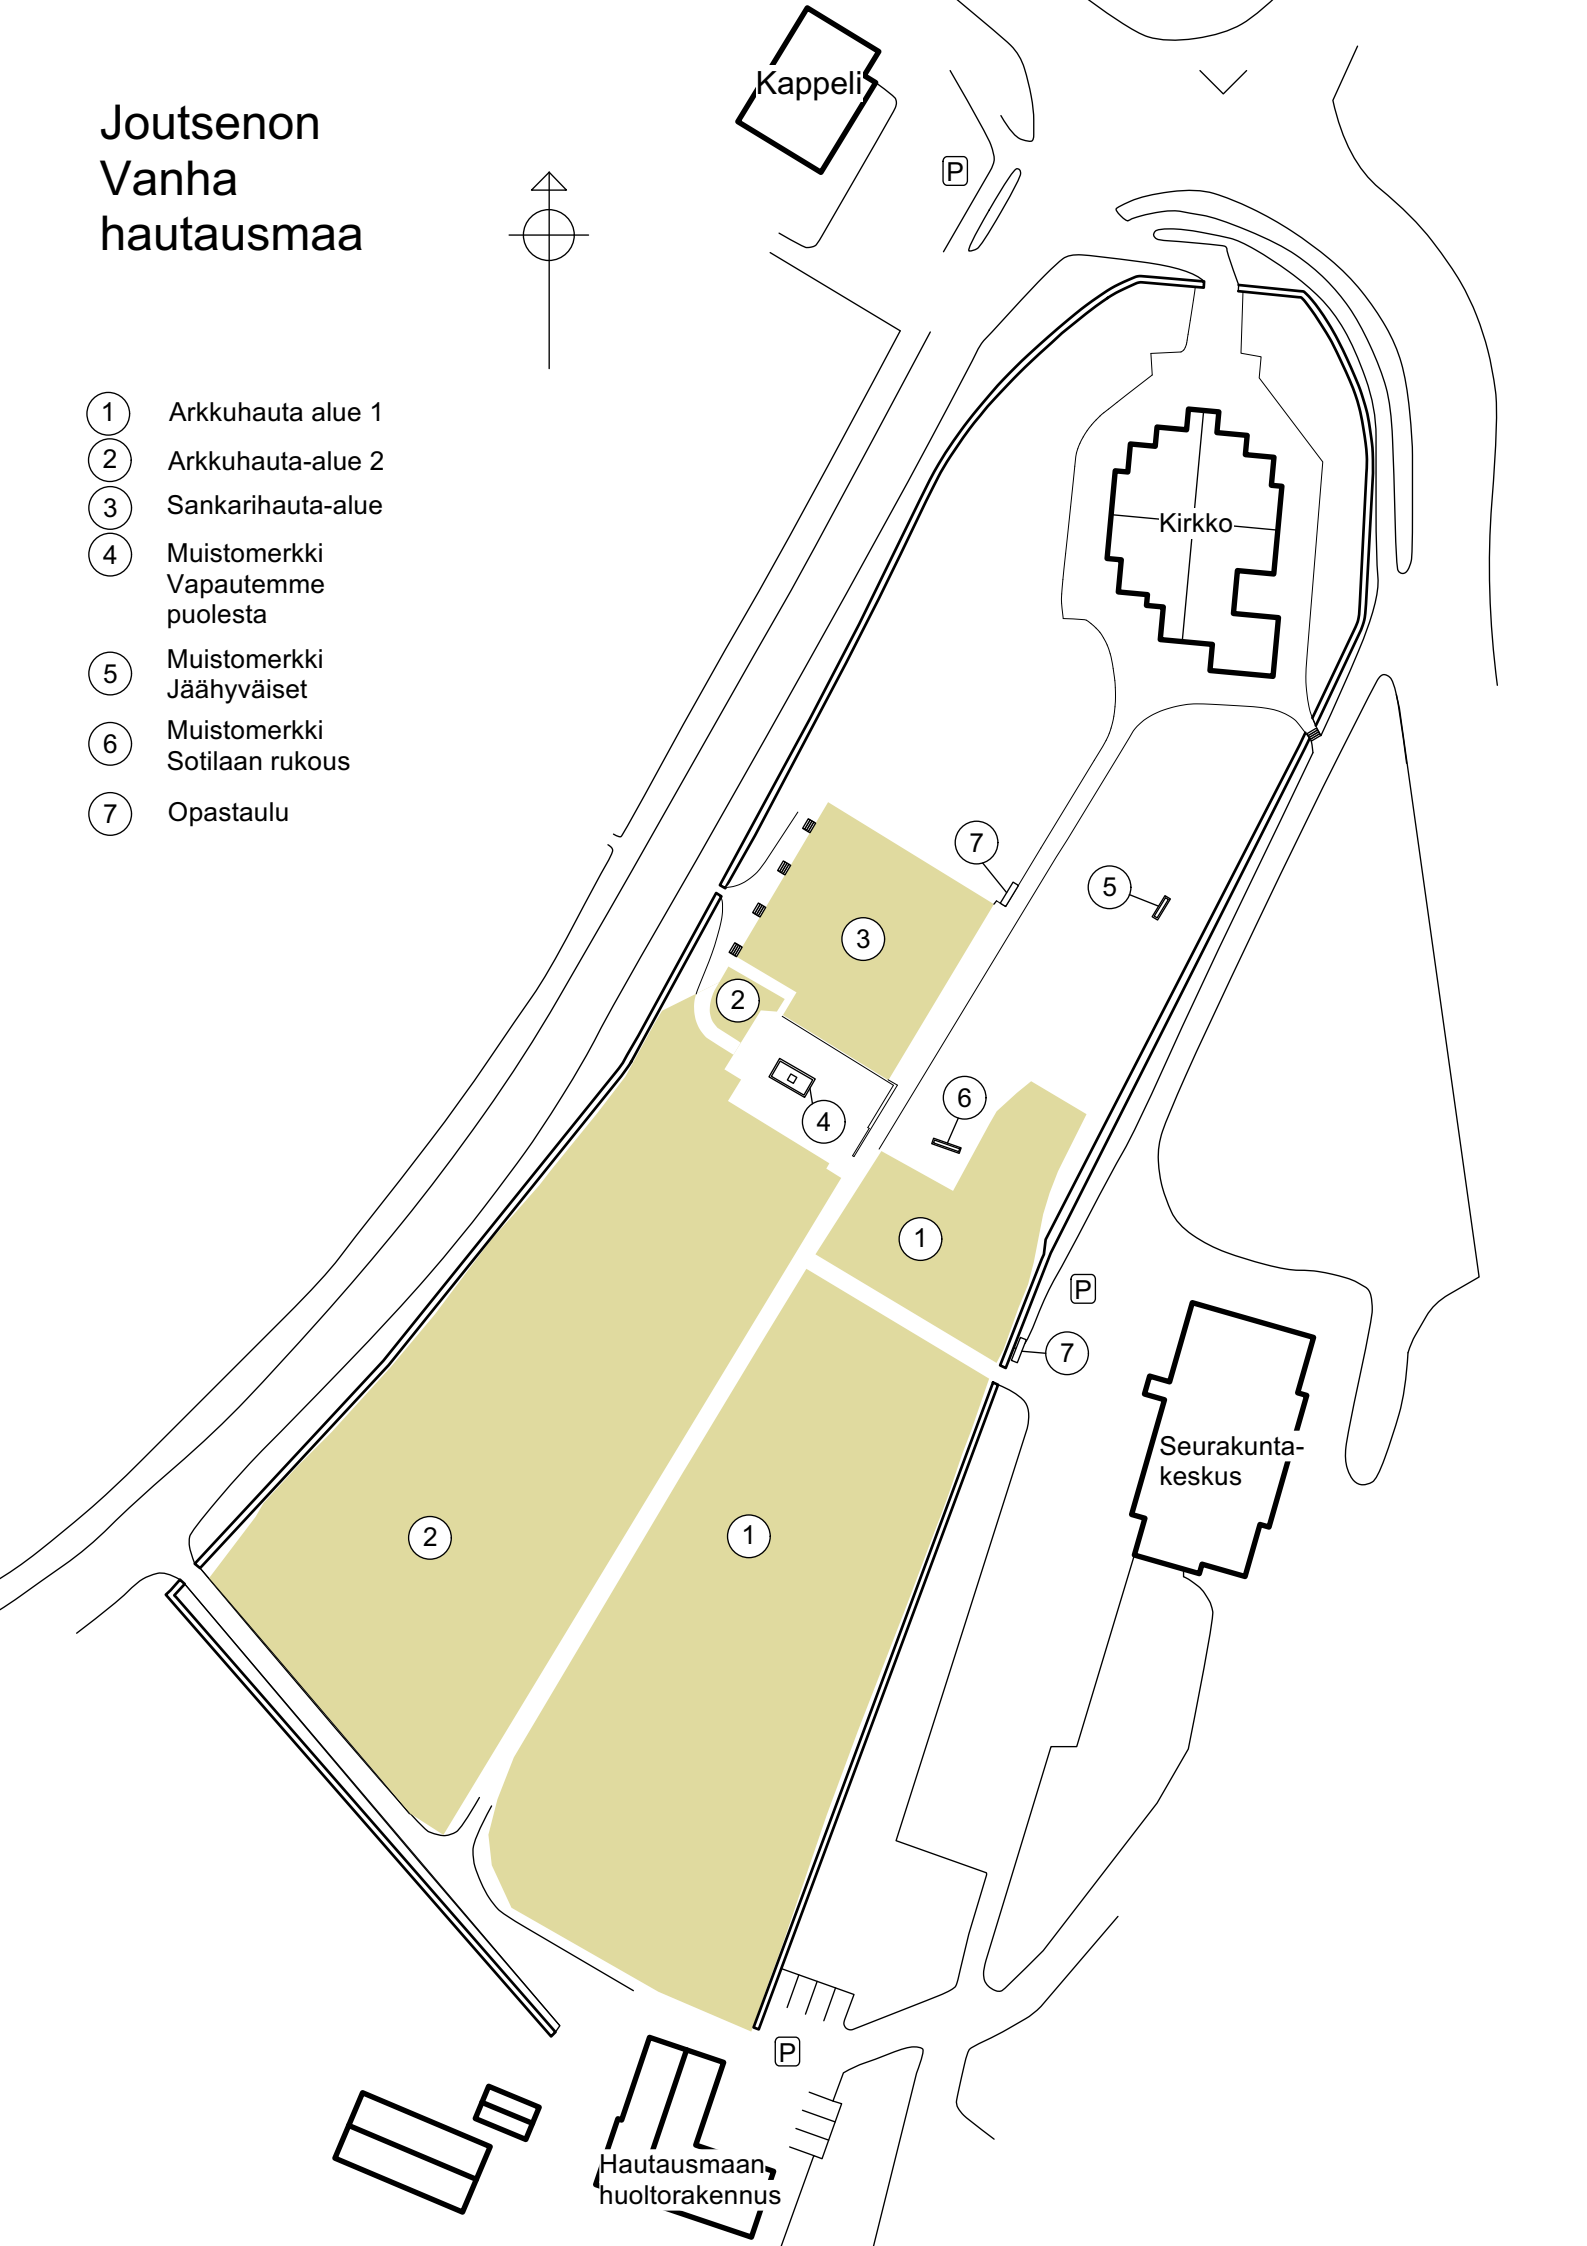 Joutsenon
Vanha
hautausmaa
1 Arkkuhauta alue 1
2 Arkkuhauta-alue 2
3 Sankarihauta-alue
4 Muistomerkki
Vapautemme
puolesta
5 Muistomerkki
Jäähyväiset
6 Muistomerkki
Sotilaan rukous
7 Opastaulu
Kappeli
P
Kirkko
7
5
3
2
6
4
1
P
7
Seurakunta-
keskus
2
1
P
Hautausmaan
huoltorakennus